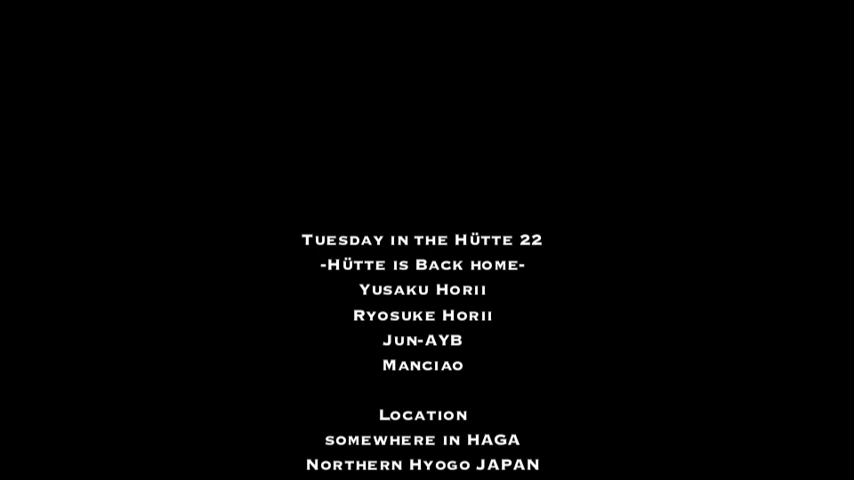 Tuesday in the Hütte 22
-Hütte is Back home-
Yusaku Horii
Ryosuke Horii
Jun-AYB
Manciao
Location
somewhere in HAGA
Northern Hyogo JAPAN